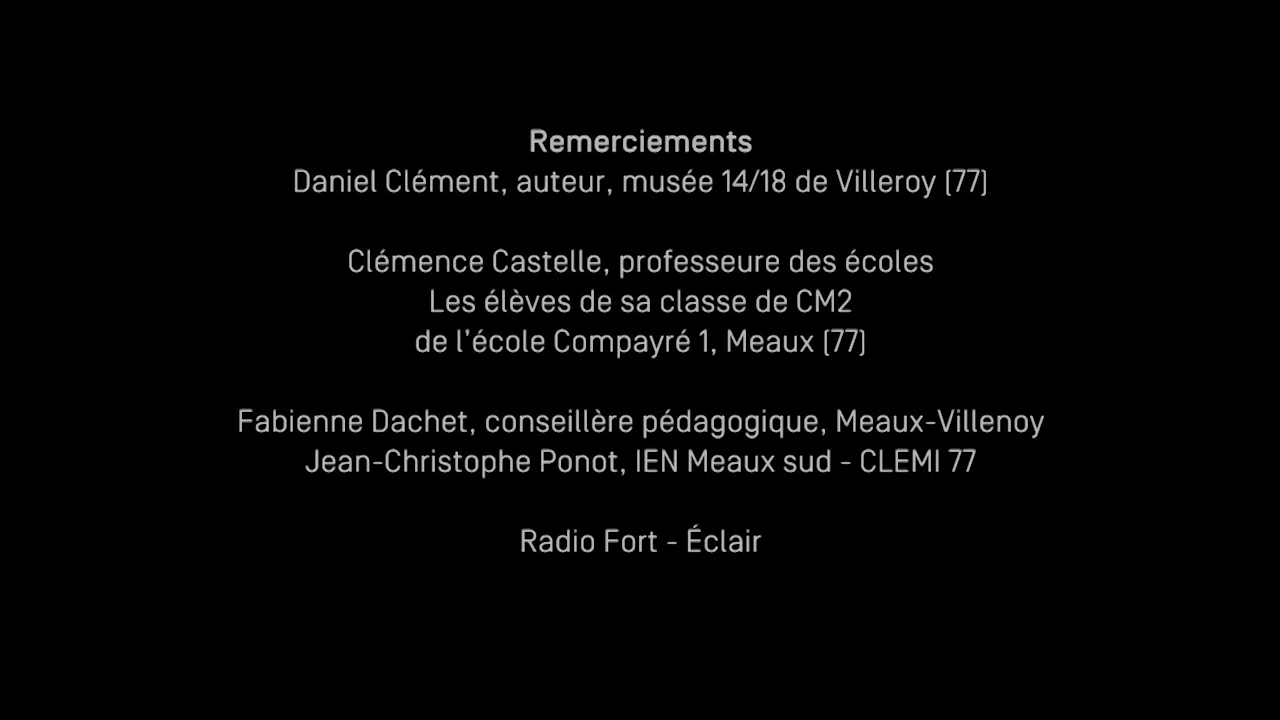 Remerciements
Daniel Clément, auteur, musée 14/18 de Villeroy (77)
Clémence Castelle, professeure des écoles
Les élèves de sa classe de CM2
de l'école Compayré 1, Meaux (77)
Fabienne Dachet, conseillère pédagogique, Meaux-Villenoy
Jean-Christophe Ponot, IEN Meaux sud - CLEMI 77
Radio Fort - Éclair